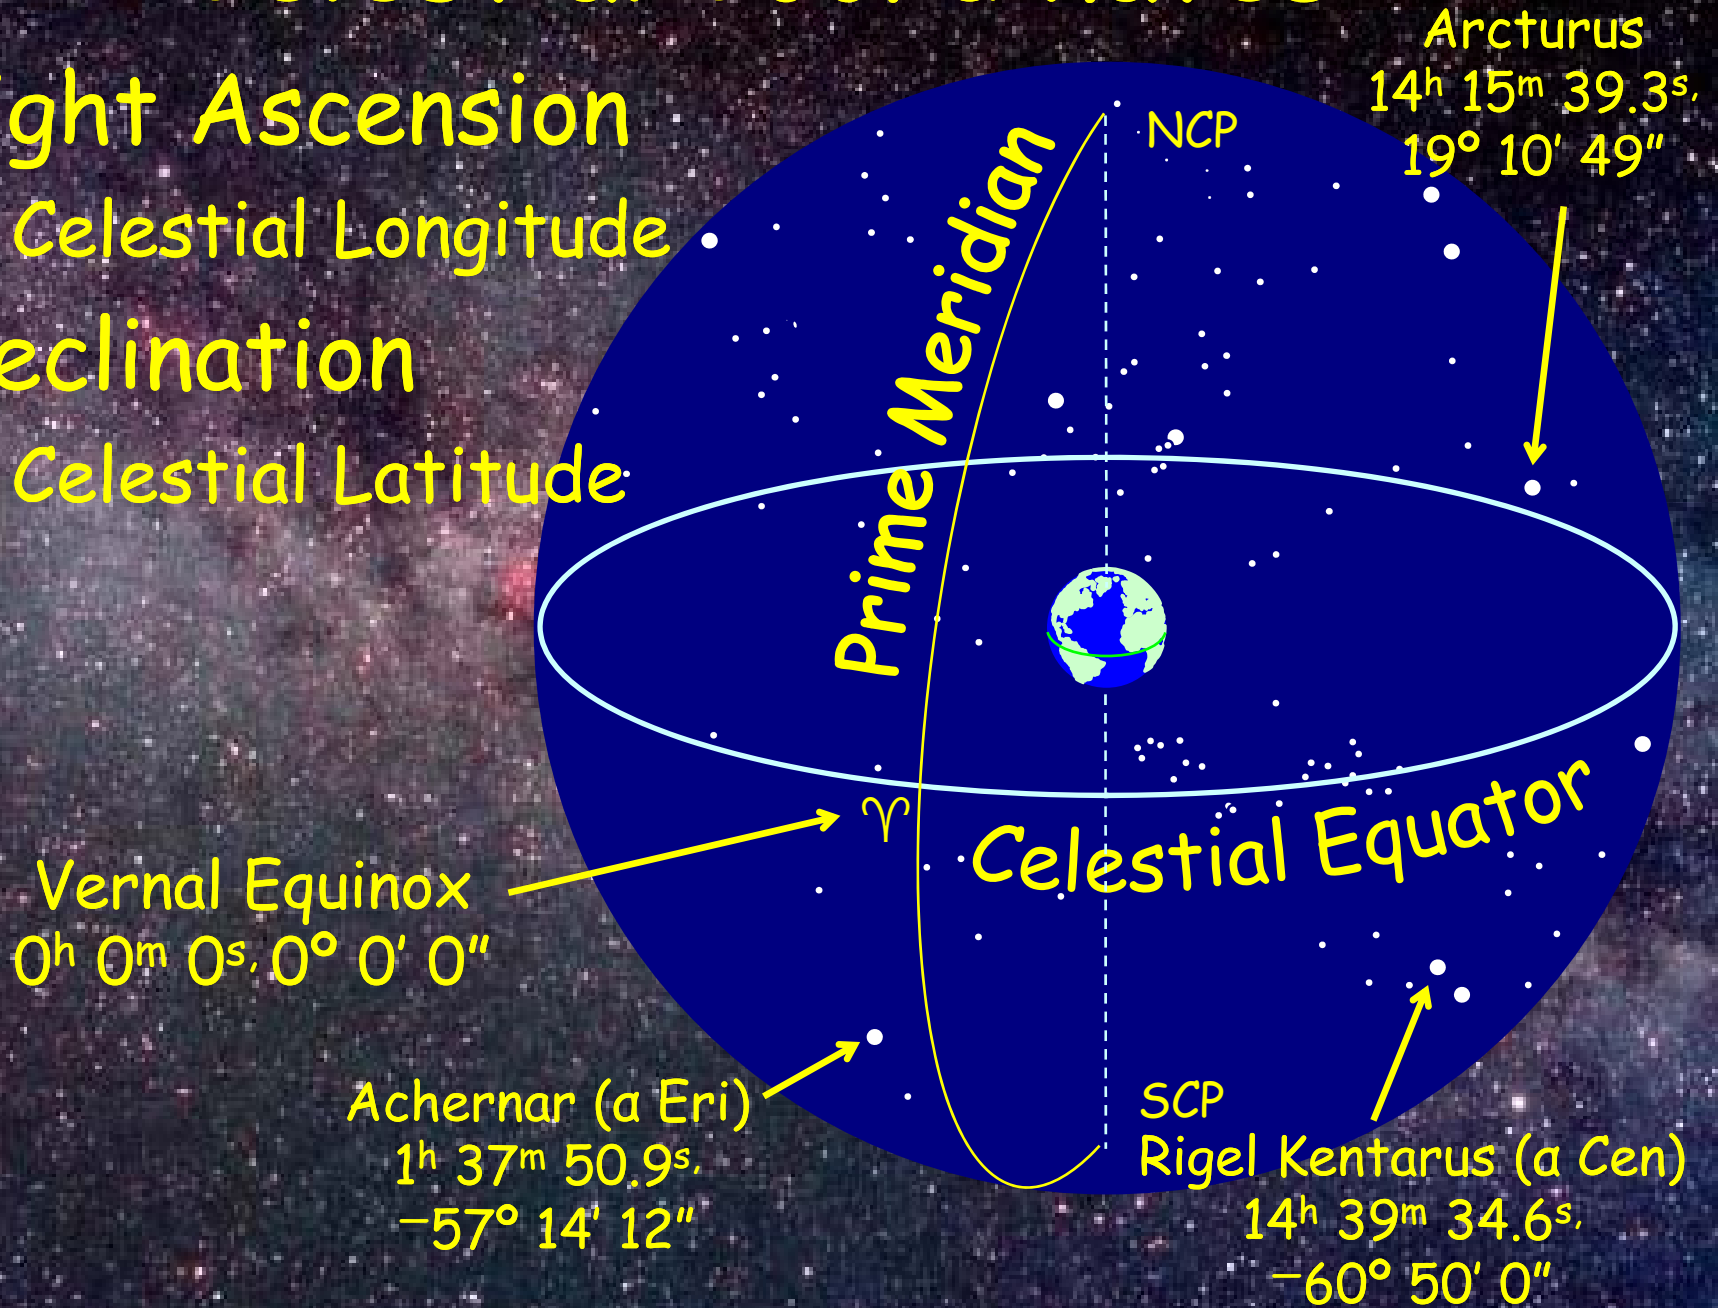 ght Ascension
Celestial Longitude
eclination
Celestial Latitude
Arcturus
14ʰ 15ᵐ 39.3ˢ,
19° 10' 49"
NCP
Prime Meridian
♈
Celestial Equator
Vernal Equinox
0ʰ 0ᵐ 0ˢ, 0° 0' 0"
Achernar (α Eri)
1ʰ 37ᵐ 50.9ˢ,
–57° 14' 12"
SCP
Rigel Kentarus (α Cen)
14ʰ 39ᵐ 34.6ˢ,
–60° 50' 0"